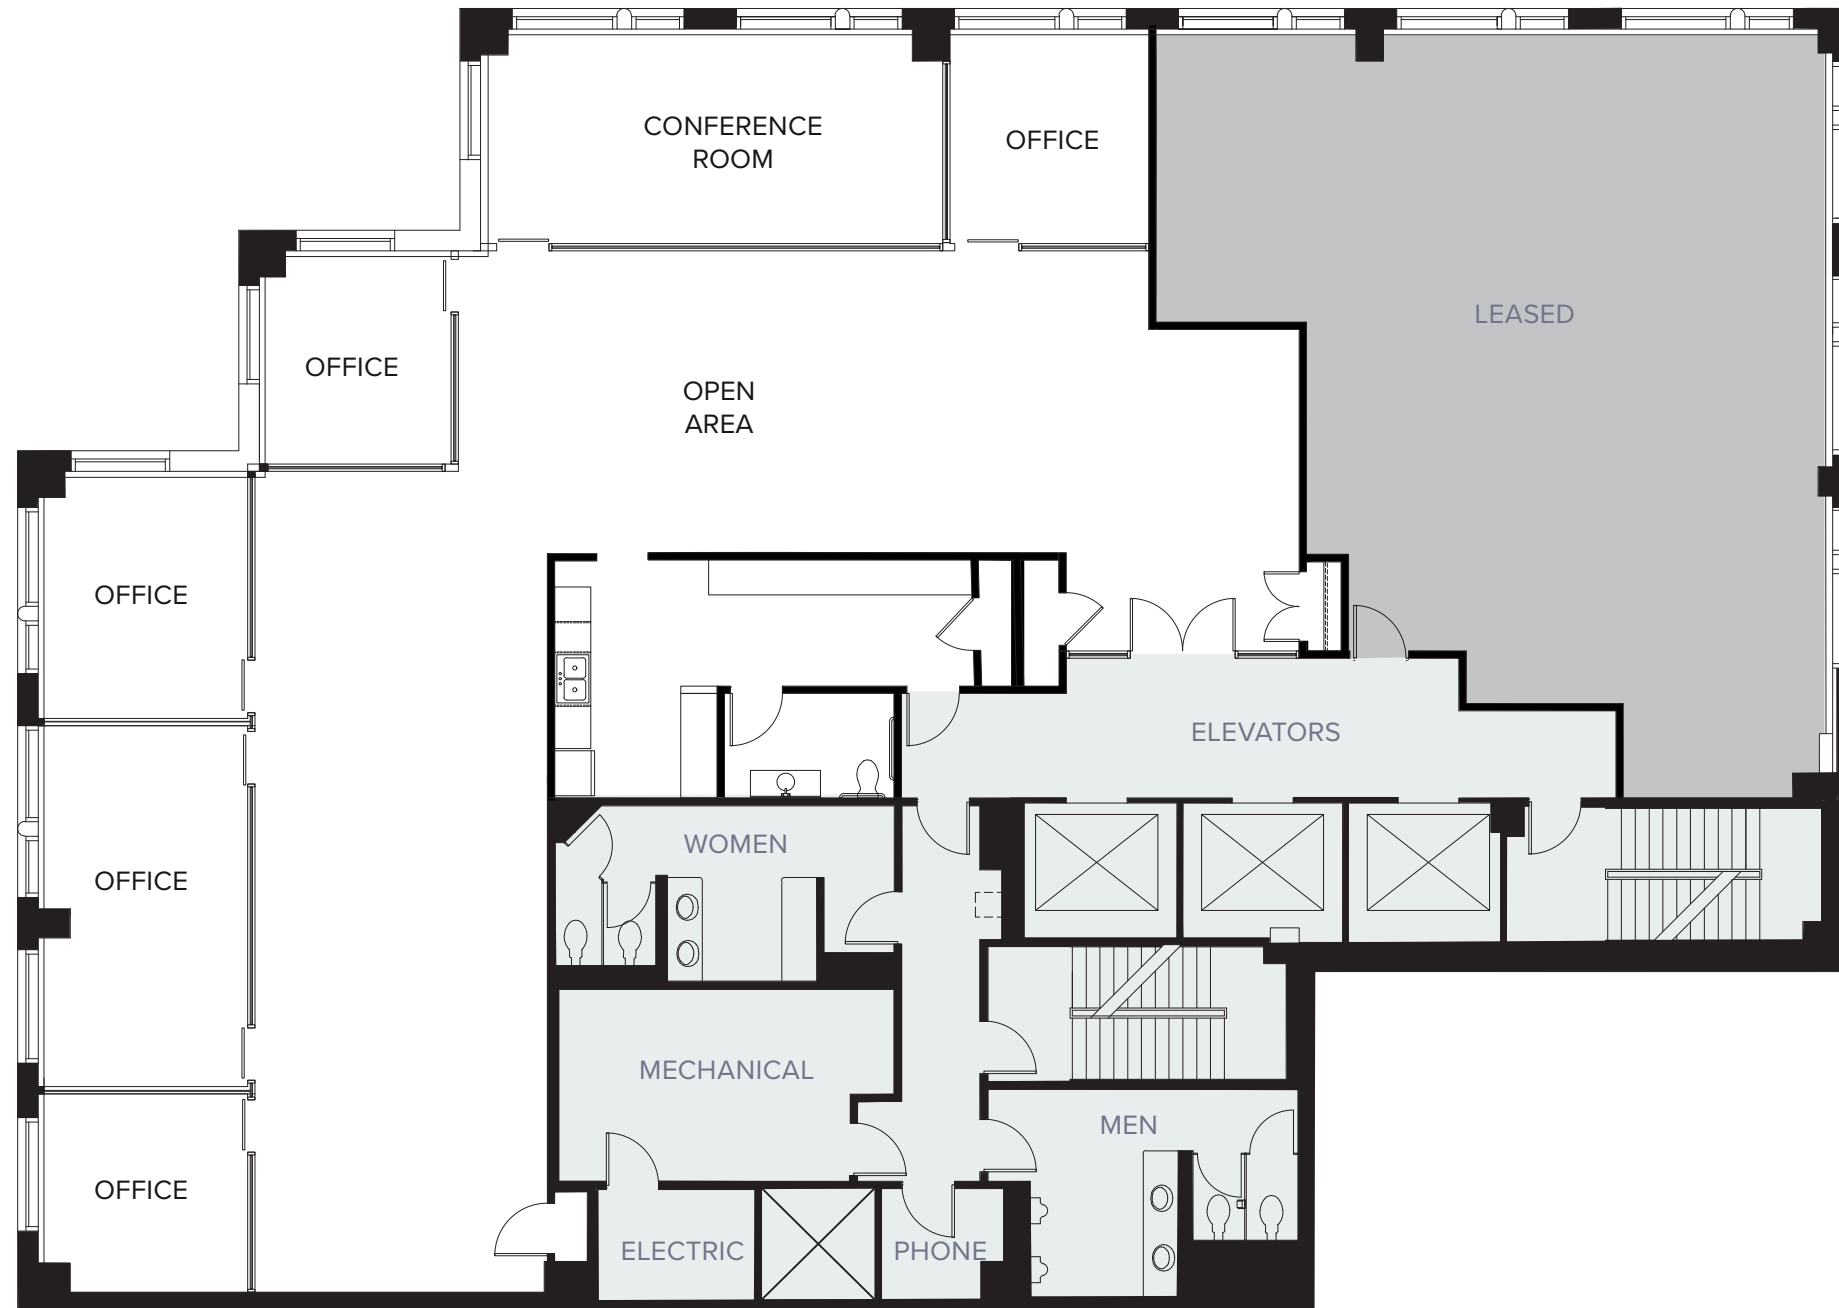 CONFERENCE
ROOM
OFFICE
LEASED
OFFICE
OPEN
AREA
OFFICE
ELEVATORS
WOMEN
OFFICE
MECHANICAL
MEN
OFFICE
ELECTRIC
PHONE